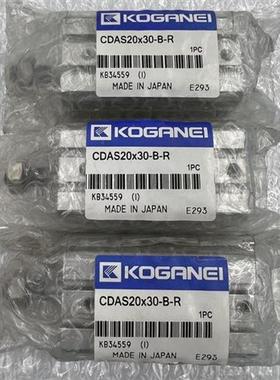 KOGANEI
CDAS20x30-B-R
1PC
KB34559 (I)
MADE IN JAPAN E293
KOGANEI
CDAS20x30-B-R
1PC
KB34559 (I)
MADE IN JAPAN E293
KOGANEI
CDAS20x30-B-R
1PC
KB34559 (I)
MADE IN JAPAN E293